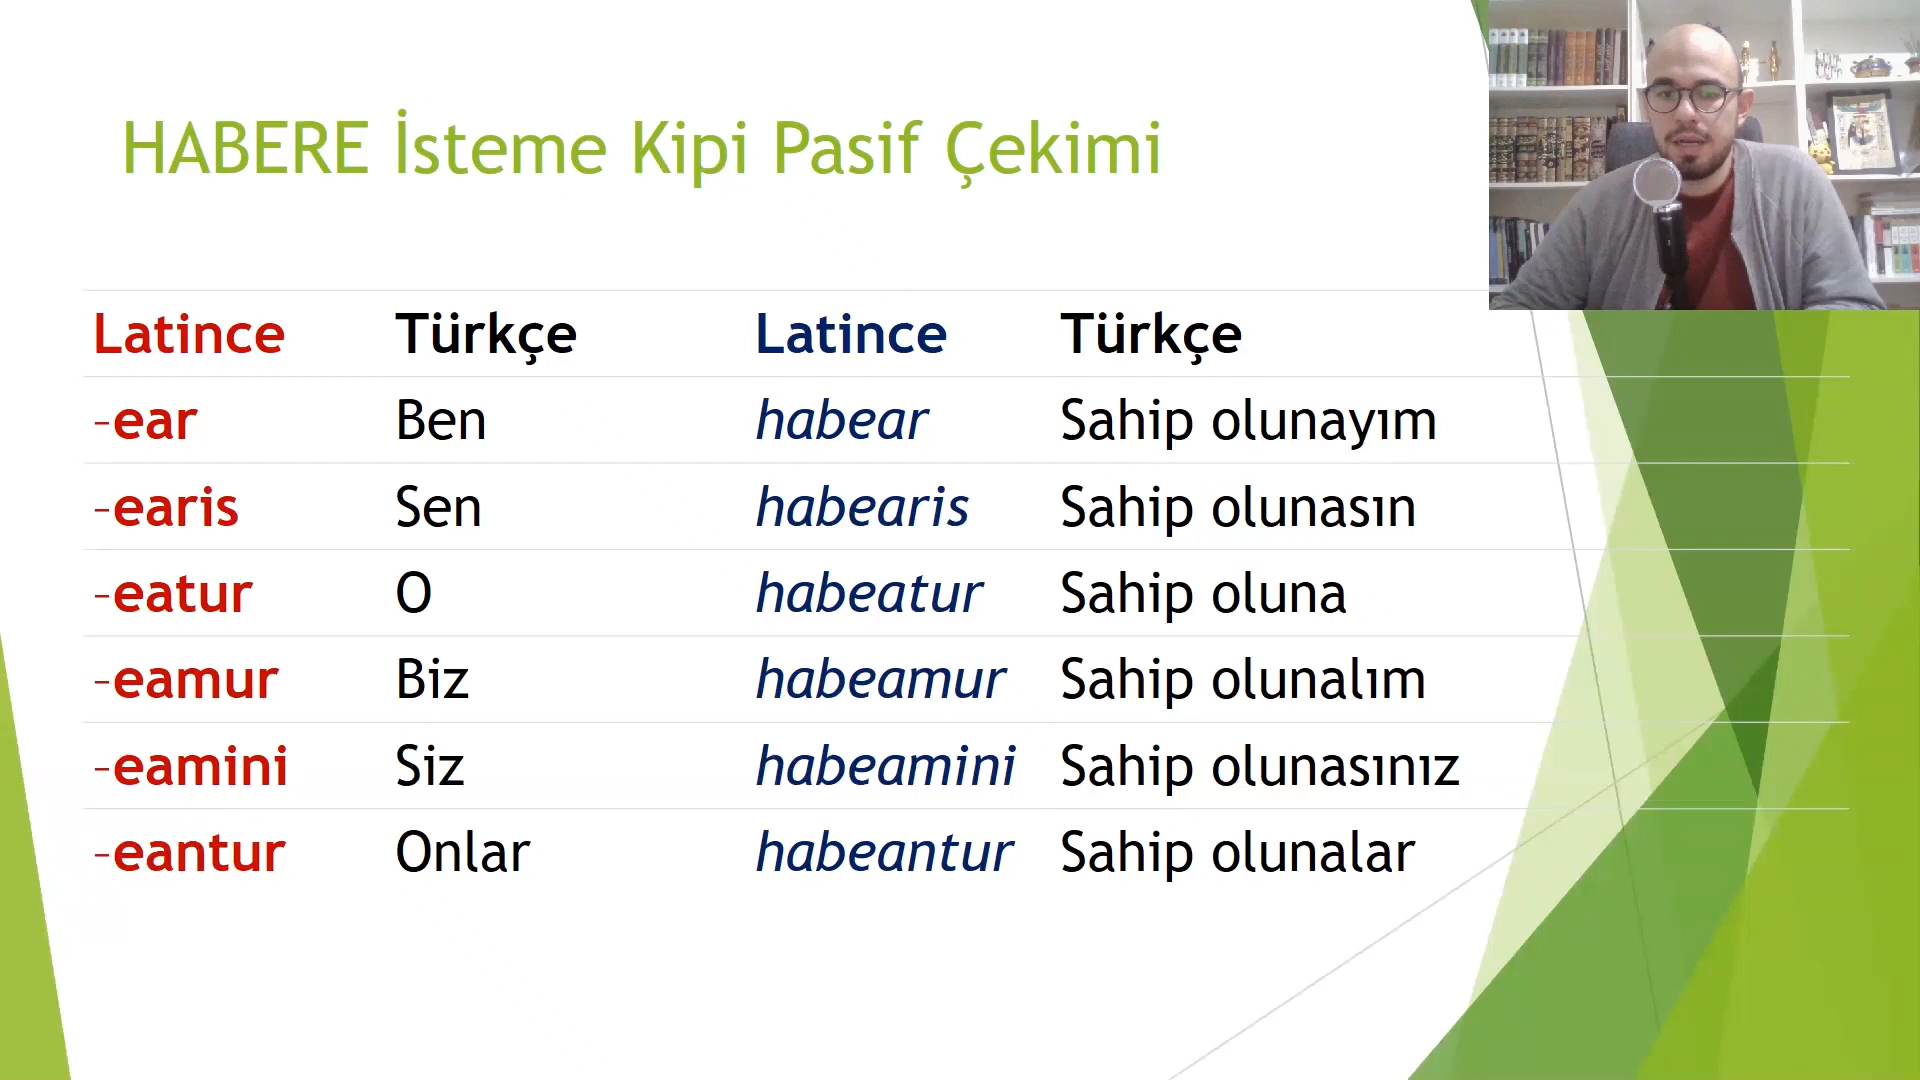 HABERE İsteme Kipi Pasif Çekimi
Latince Türkçe Latince Türkçe
-ear Ben habear Sahip olunayım
-earis Sen habearis Sahip olunasın
-eatur O habeatur Sahip oluna
-eamur Biz habeamur Sahip olunalım
-eamini Siz habeamini Sahip olunasınız
-eantur Onlar habeantur Sahip olunalar